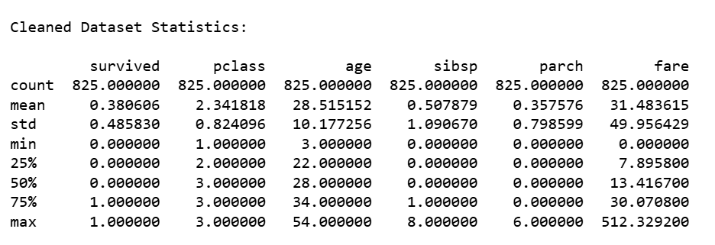 Cleaned Dataset Statistics:
survived pclass age sibsp parch fare
count 825.000000 825.000000 825.000000 825.000000 825.000000 825.000000
mean 0.380606 2.341818 28.515152 0.507879 0.357576 31.483615
std 0.485830 0.824096 10.177256 1.090670 0.798599 49.956429
min 0.000000 1.000000 3.000000 0.000000 0.000000 0.000000
25% 0.000000 2.000000 22.000000 0.000000 0.000000 7.895800
50% 0.000000 3.000000 28.000000 0.000000 0.000000 13.416700
75% 1.000000 3.000000 34.000000 1.000000 0.000000 30.070800
max 1.000000 3.000000 54.000000 8.000000 6.000000 512.329200